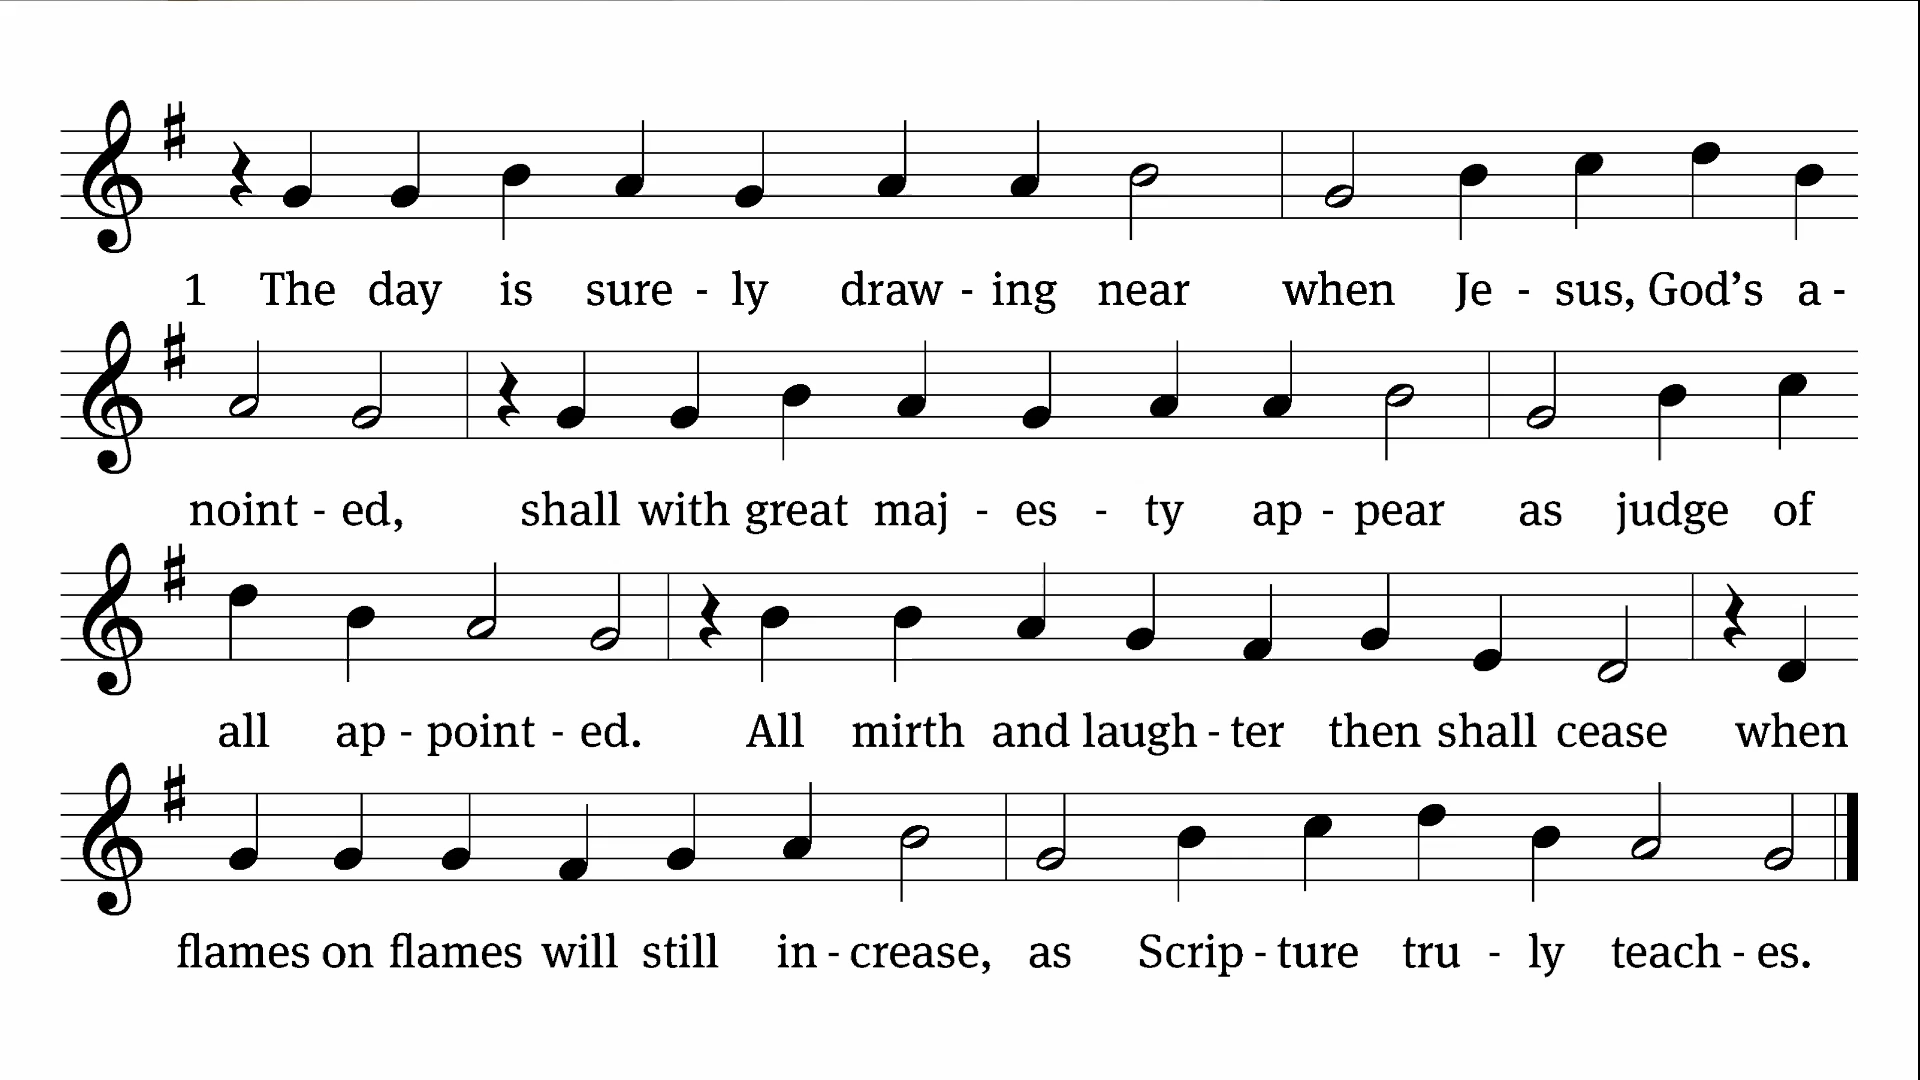 1 The day is sure - ly draw - ing near when Je - sus, God’s a -
noint - ed, shall with great maj - es - ty ap - pear as judge of
all ap - point - ed. All mirth and laugh - ter then shall cease when
flames on flames will still in - crease, as Scrip - ture tru - ly teach - es.